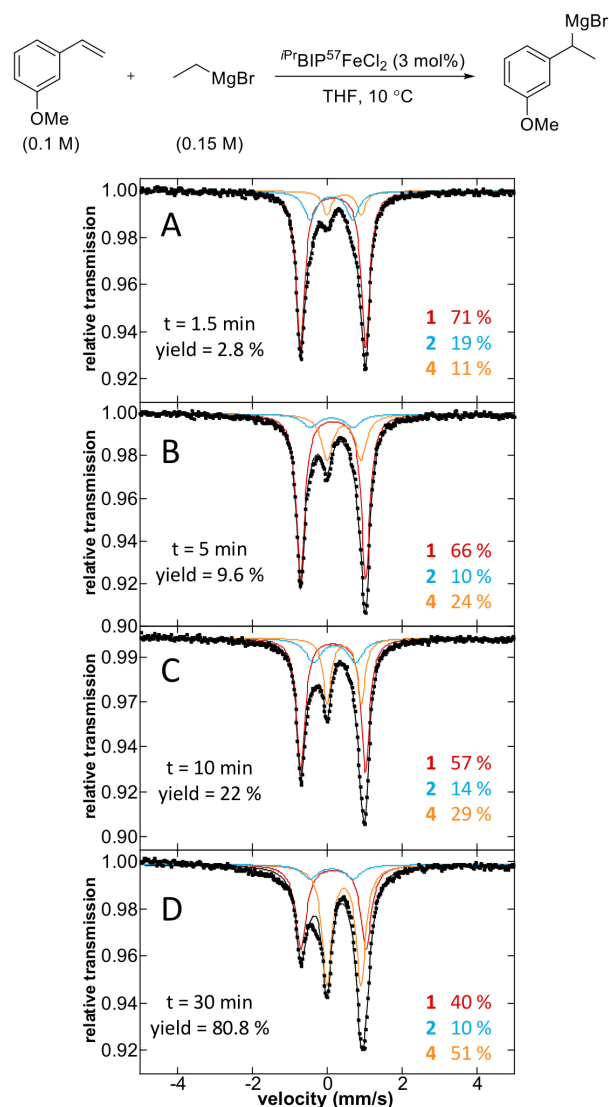 MgBr
+
MgBr
iPrBIP57FeCl2 (3 mol%)
THF, 10 °C
OMe
(0.1 M)
(0.15 M)
OMe
A
t = 1.5 min
yield = 2.8 %
1 71 %
2 19 %
4 11 %
relative transmission
1.00
0.98
0.96
0.94
0.92
B
t = 5 min
yield = 9.6 %
1 66 %
2 10 %
4 24 %
relative transmission
1.00
0.98
0.96
0.94
0.92
0.90
C
t = 10 min
yield = 22 %
1 57 %
2 14 %
4 29 %
relative transmission
0.99
0.97
0.94
0.92
0.90
D
t = 30 min
yield = 80.8 %
1 40 %
2 10 %
4 51 %
relative transmission
1.00
0.98
0.96
0.94
0.92
-4 -2 0 2 4
velocity (mm/s)